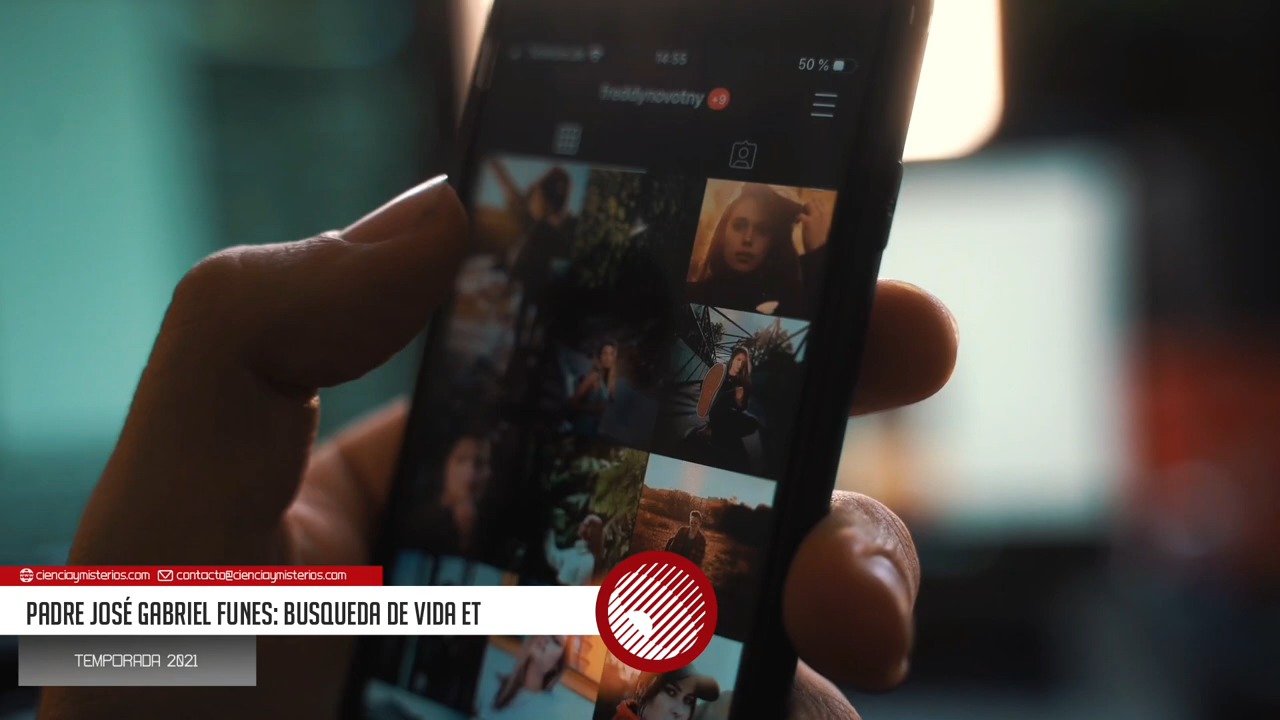 14:55
50 %
Treddynovotny +9
cienciaymisterios.com contacto@cienciaymisterios.com
PADRE JOSÉ GABRIEL FUNES: BUSQUEDA DE VIDA ET
TEMPORADA 2021